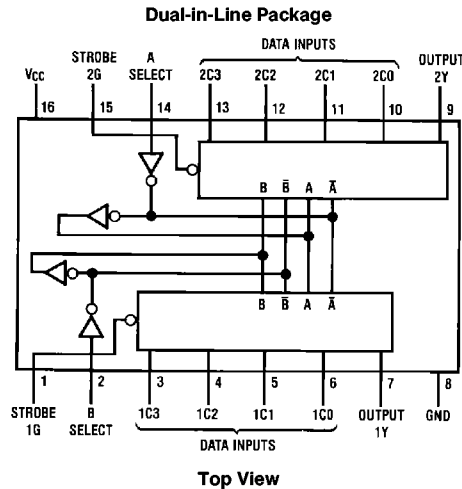 Dual-in-Line Package
DATA INPUTS
STROBE 2G
A SELECT
2C3 2C2 2C1 2C0
OUTPUT 2Y
VCC
16 15 14 13 12 11 10 9
B B̅ A A̅
B B̅ A A̅
1 2 3 4 5 6 7 8
STROBE 1G
B SELECT
1C3 1C2 1C1 1C0
OUTPUT 1Y
GND
DATA INPUTS
Top View